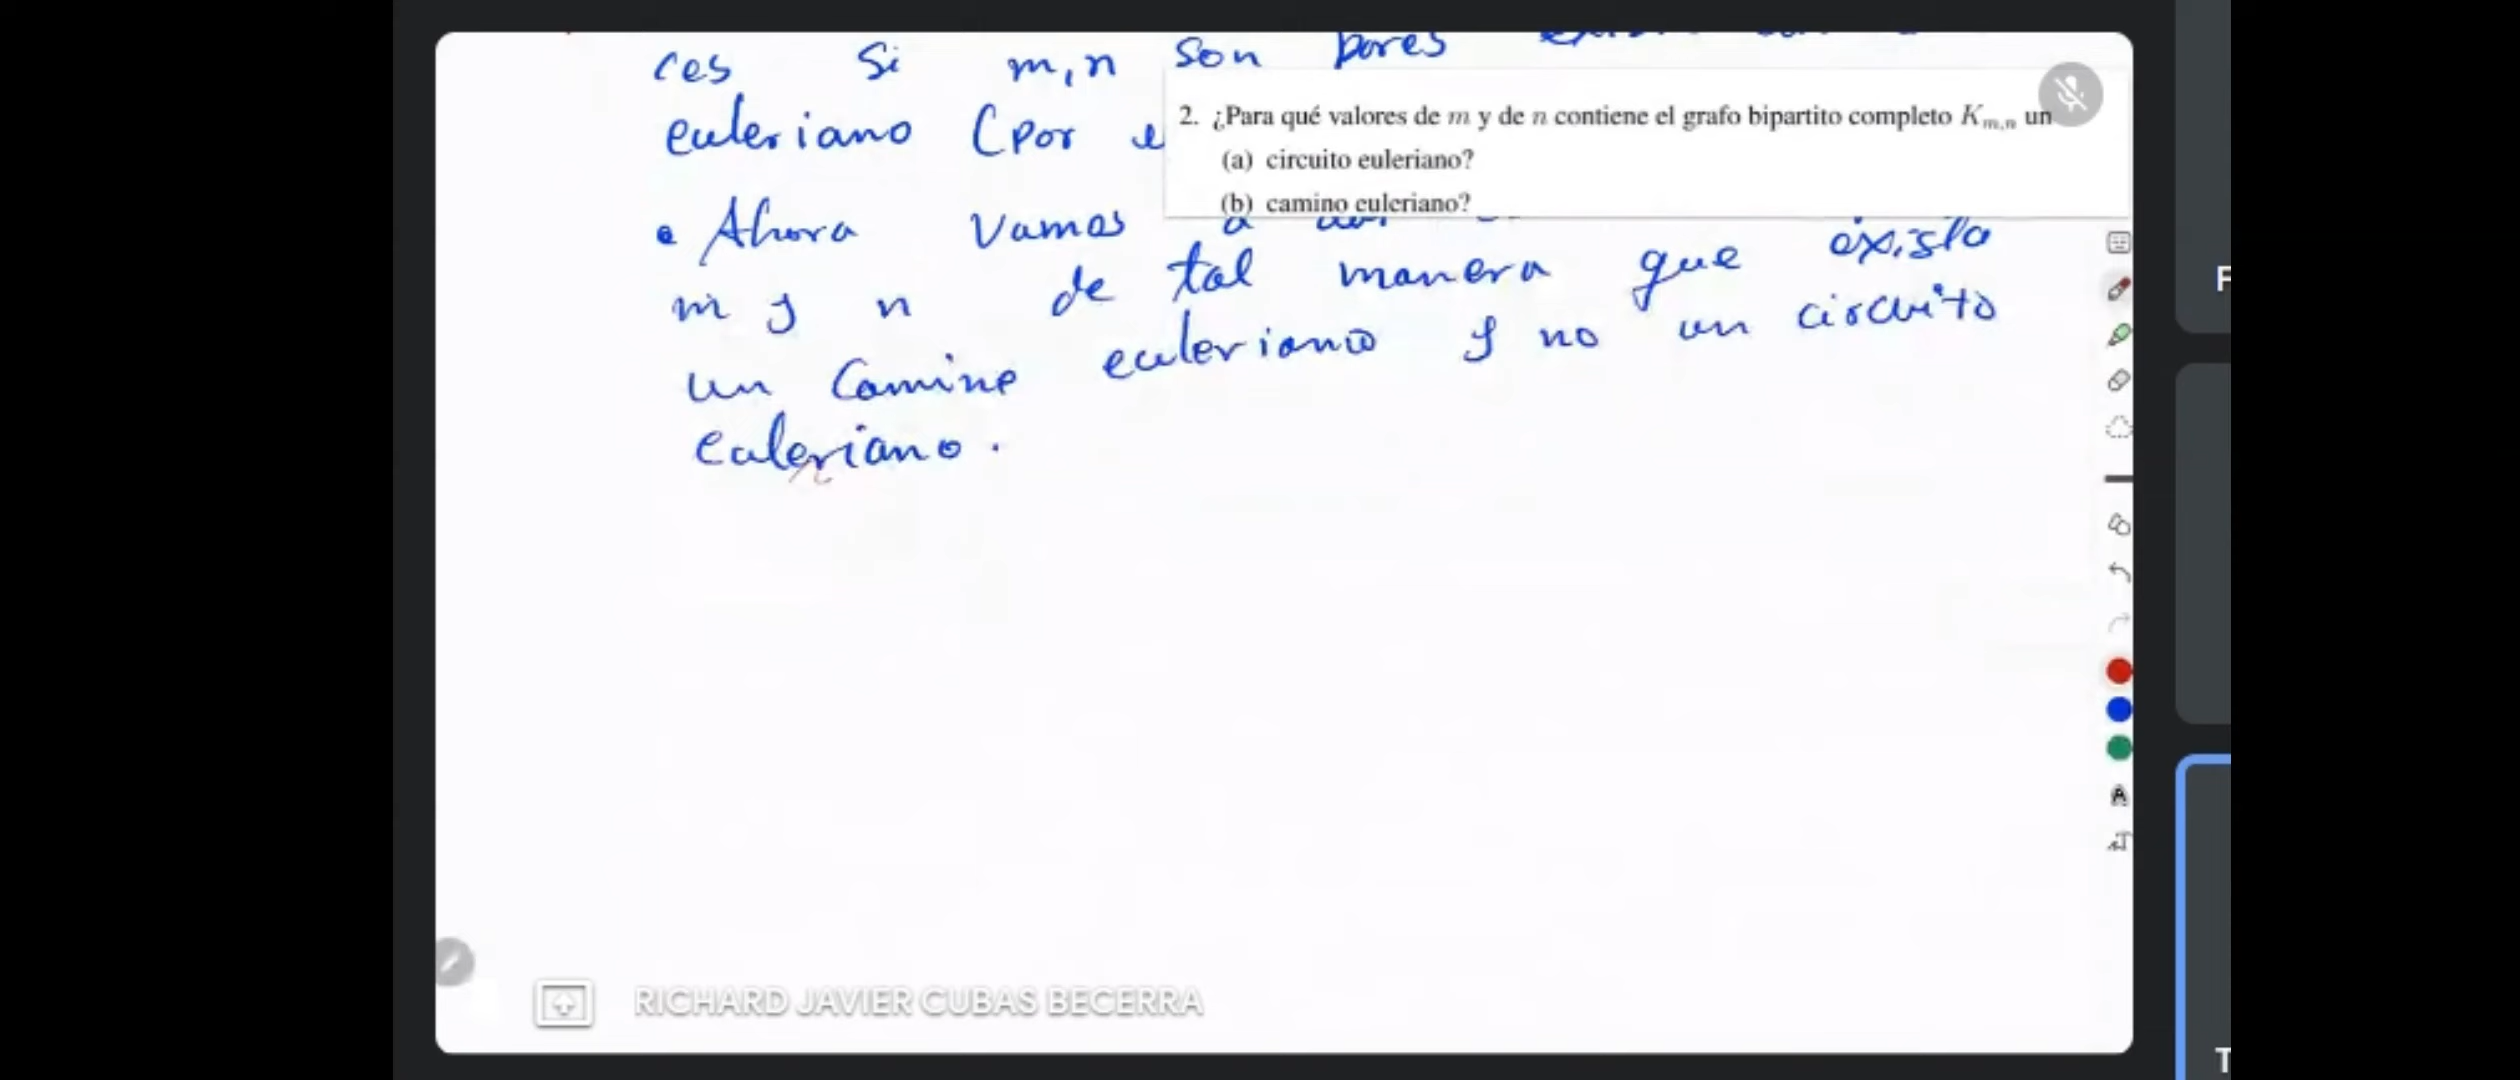 ces si m,n son pares
euleriano (por e
2. ¿Para qué valores de m y de n contiene el grafo bipartito completo Km,n un
(a) circuito euleriano?
(b) camino euleriano?
• Ahora vamos a
m y n de tal manera que exista
un Camine euleriano y no un circuito
euleriano.
A
F
T
RICHARD JAVIER CUBAS BECERRA